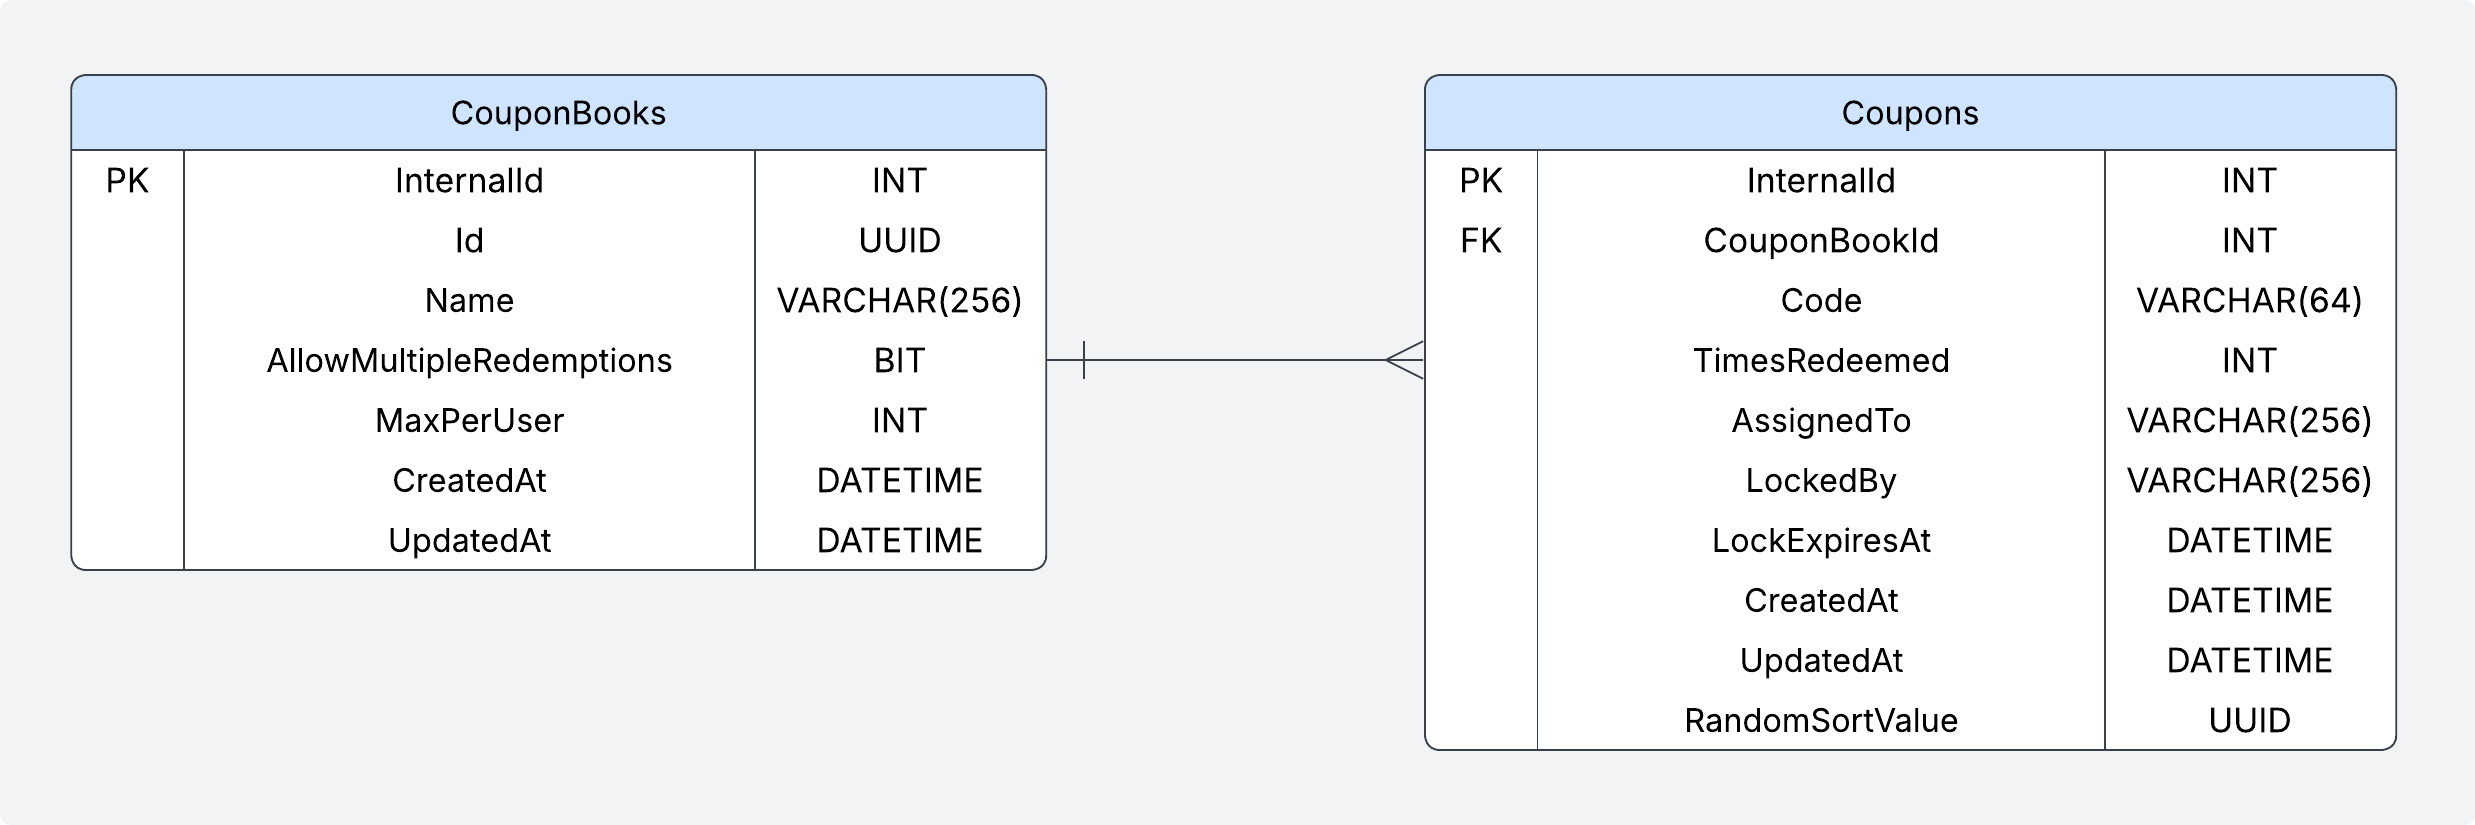 CouponBooks
PK InternalId INT
Id UUID
Name VARCHAR(256)
AllowMultipleRedemptions BIT
MaxPerUser INT
CreatedAt DATETIME
UpdatedAt DATETIME
Coupons
PK InternalId INT
FK CouponBookId INT
Code VARCHAR(64)
TimesRedeemed INT
AssignedTo VARCHAR(256)
LockedBy VARCHAR(256)
LockExpiresAt DATETIME
CreatedAt DATETIME
UpdatedAt DATETIME
RandomSortValue UUID